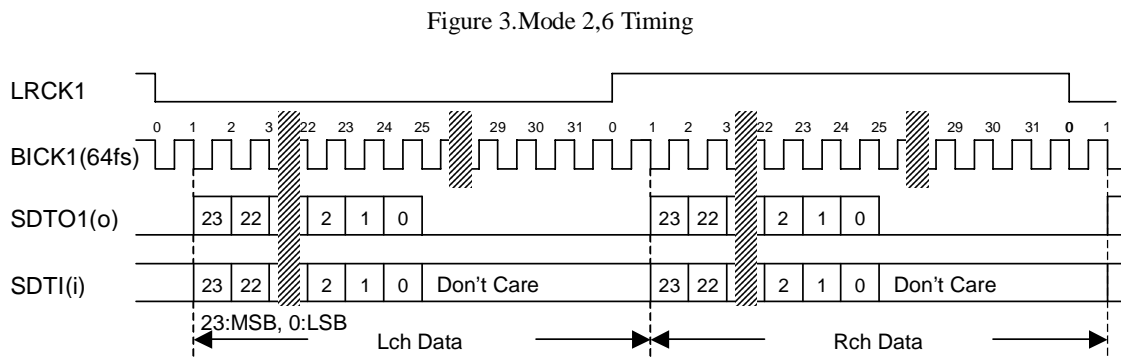 Figure 3.Mode 2,6 Timing
LRCK1
0 1 2 3 22 23 24 25 29 30 31 0 1 2 3 22 23 24 25 29 30 31 0 1
BICK1(64fs)
SDTO1(o) 23 22 2 1 0 23 22 2 1 0
SDTI(i) 23 22 2 1 0 Don't Care 23 22 2 1 0 Don't Care
23:MSB, 0:LSB
Lch Data Rch Data